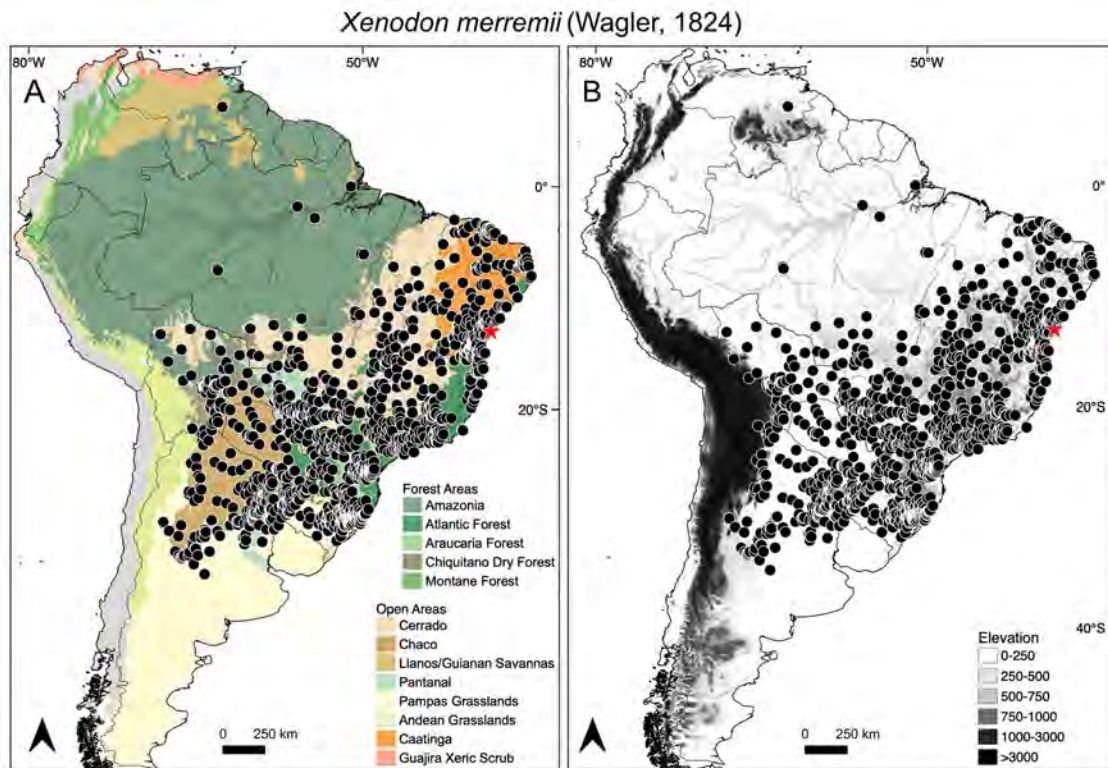 Xenodon merremii (Wagler, 1824)
80°W
50°W
A
0°
20°S
40°S
Forest Areas
Amazonia
Atlantic Forest
Araucaria Forest
Chiquitano Dry Forest
Montane Forest
Open Areas
Cerrado
Chaco
Llanos/Guianan Savannas
Pantanal
Pampas Grasslands
Andean Grasslands
Caatinga
Guajira Xeric Scrub
0 250 km
80°W
50°W
B
0°
20°S
40°S
Elevation
0-250
250-500
500-750
750-1000
1000-3000
>3000
0 250 km